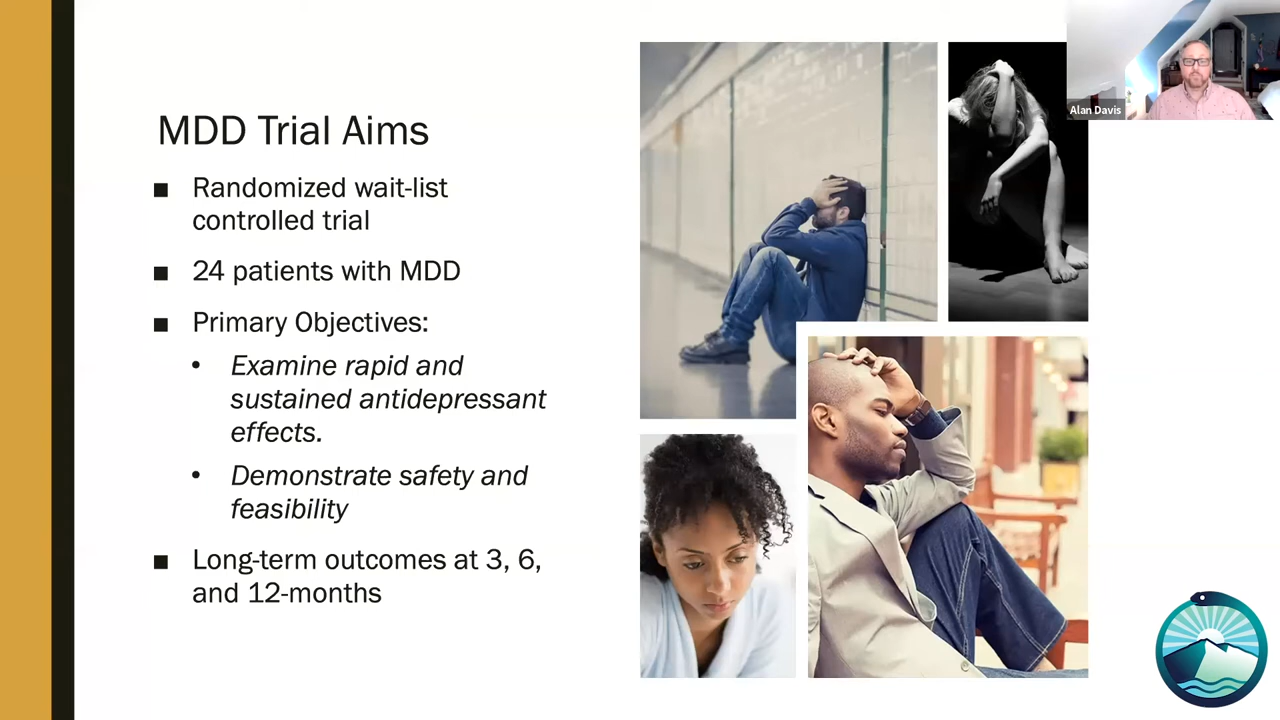 MDD Trial Aims
■ Randomized wait-list
controlled trial
■ 24 patients with MDD
■ Primary Objectives:
• Examine rapid and
sustained antidepressant
effects.
• Demonstrate safety and
feasibility
■ Long-term outcomes at 3, 6,
and 12-months
Alan Davis